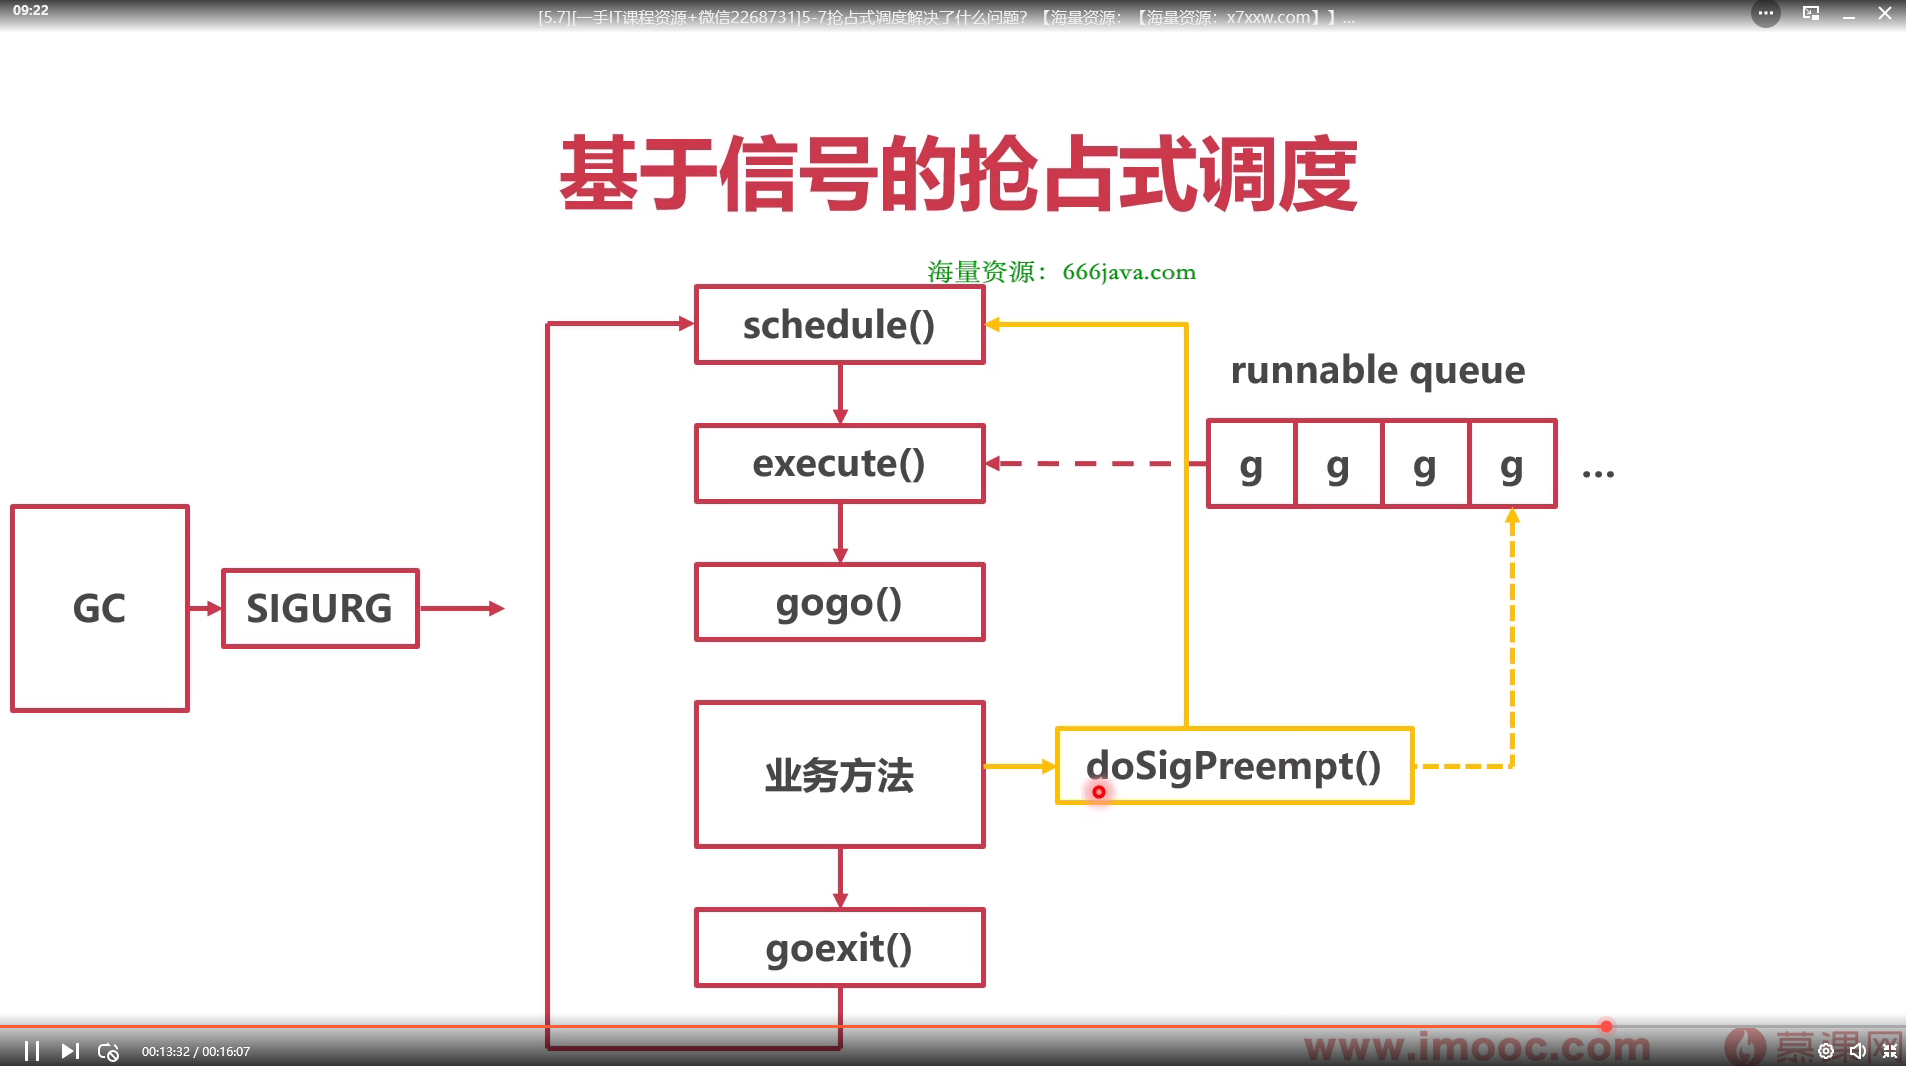 09:22
[5.7][一手IT课程资源+微信2268731]5-7抢占式调度解决了什么问题?【海量资源:【海量资源:x7xxw.com】】...
基于信号的抢占式调度
海量资源:666java.com
schedule()
runnable queue
execute()
g g g g ...
GC
SIGURG
gogo()
业务方法
doSigPreempt()
goexit()
00:13:32 / 00:16:07
www.imooc.com 慕课网